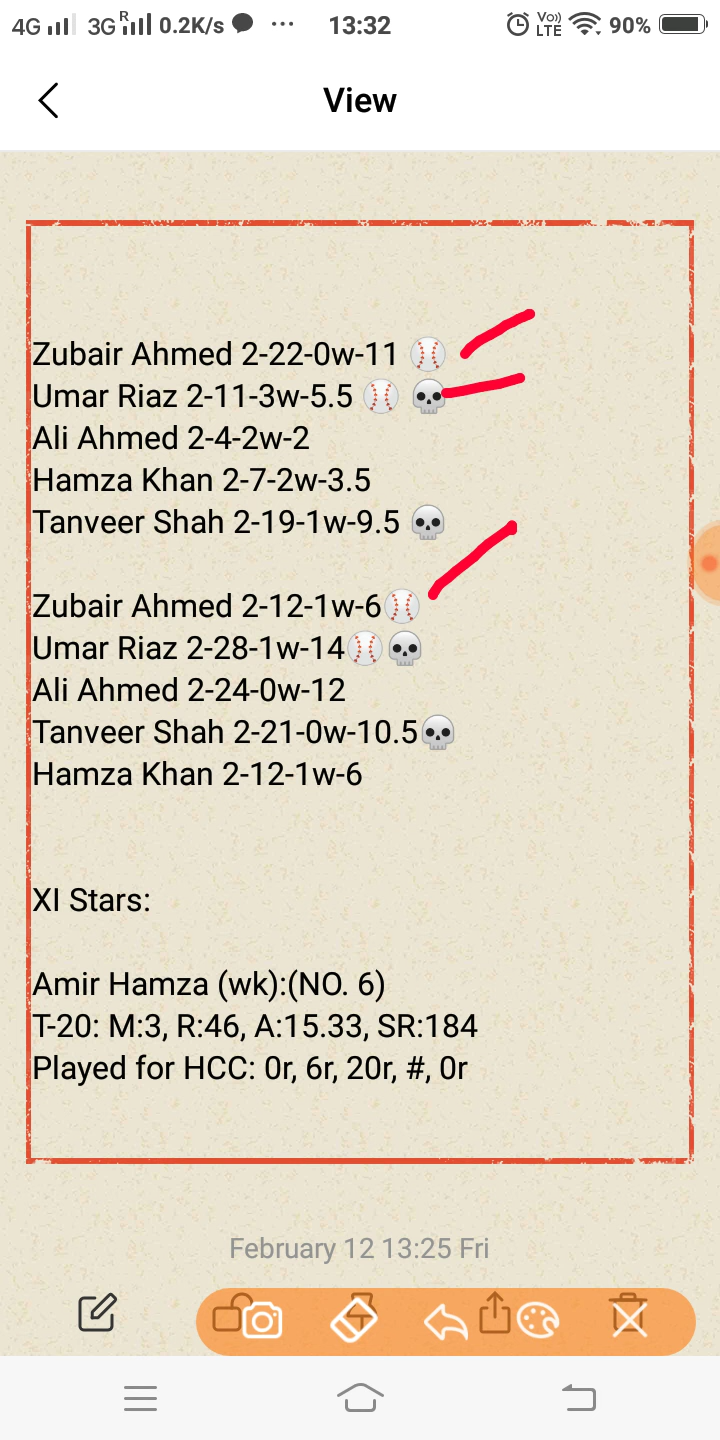 4G 3G R 0.2K/s ... 13:32 Vo)) LTE 90%
View
Zubair Ahmed 2-22-0w-11 ⚾
Umar Riaz 2-11-3w-5.5 ⚾ 💀
Ali Ahmed 2-4-2w-2
Hamza Khan 2-7-2w-3.5
Tanveer Shah 2-19-1w-9.5 💀
Zubair Ahmed 2-12-1w-6⚾
Umar Riaz 2-28-1w-14⚾💀
Ali Ahmed 2-24-0w-12
Tanveer Shah 2-21-0w-10.5💀
Hamza Khan 2-12-1w-6
XI Stars:
Amir Hamza (wk):(NO. 6)
T-20: M:3, R:46, A:15.33, SR:184
Played for HCC: 0r, 6r, 20r, #, 0r
February 12 13:25 Fri